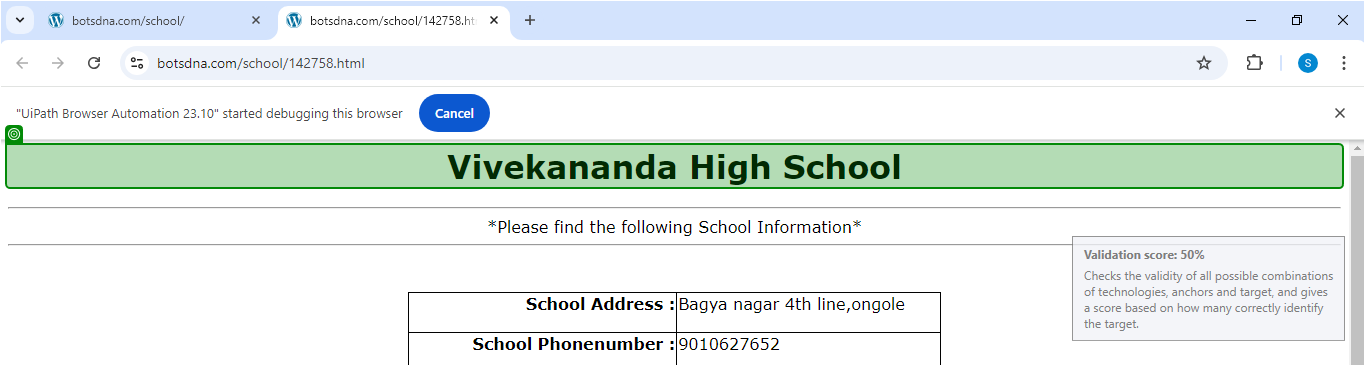 botsdna.com/school/
botsdna.com/school/142758.ht
botsdna.com/school/142758.html
S
"UiPath Browser Automation 23.10" started debugging this browser
Cancel
Vivekananda High School
*Please find the following School Information*
Validation score: 50%
Checks the validity of all possible combinations
of technologies, anchors and target, and gives
a score based on how many correctly identify
the target.
School Address : Bagya nagar 4th line,ongole
School Phonenumber : 9010627652